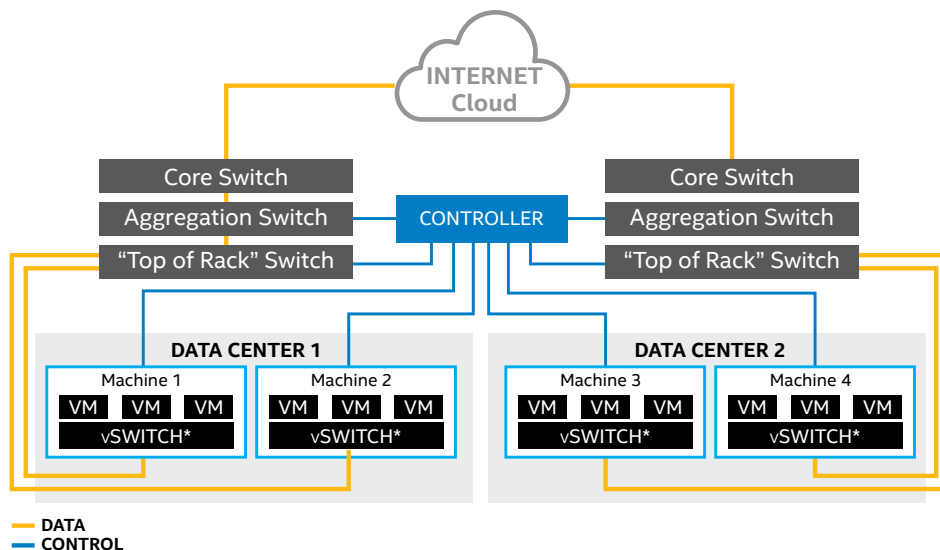 INTERNET
Cloud
Core Switch
Core Switch
Aggregation Switch
CONTROLLER
Aggregation Switch
“Top of Rack” Switch
“Top of Rack” Switch
DATA CENTER 1
DATA CENTER 2
Machine 1
Machine 2
Machine 3
Machine 4
VM VM VM
VM VM VM
VM VM VM
VM VM VM
vSWITCH*
vSWITCH*
vSWITCH*
vSWITCH*
DATA
CONTROL